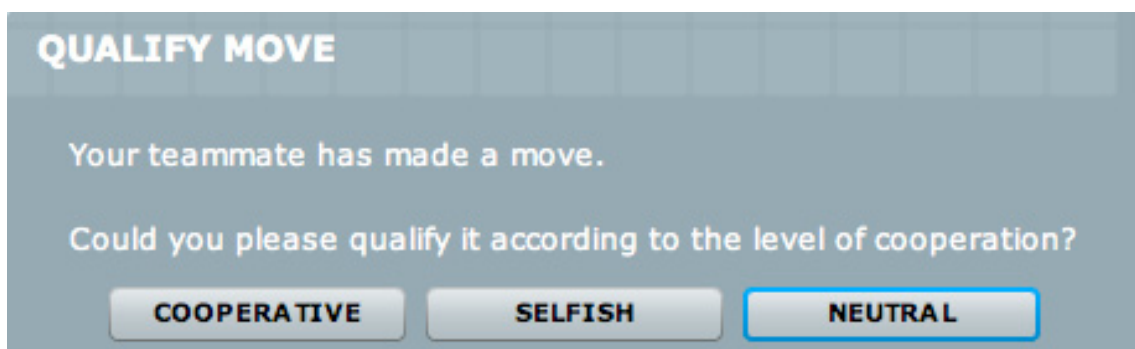 QUALIFY MOVE
Your teammate has made a move.
Could you please qualify it according to the level of cooperation?
COOPERATIVE SELFISH NEUTRAL